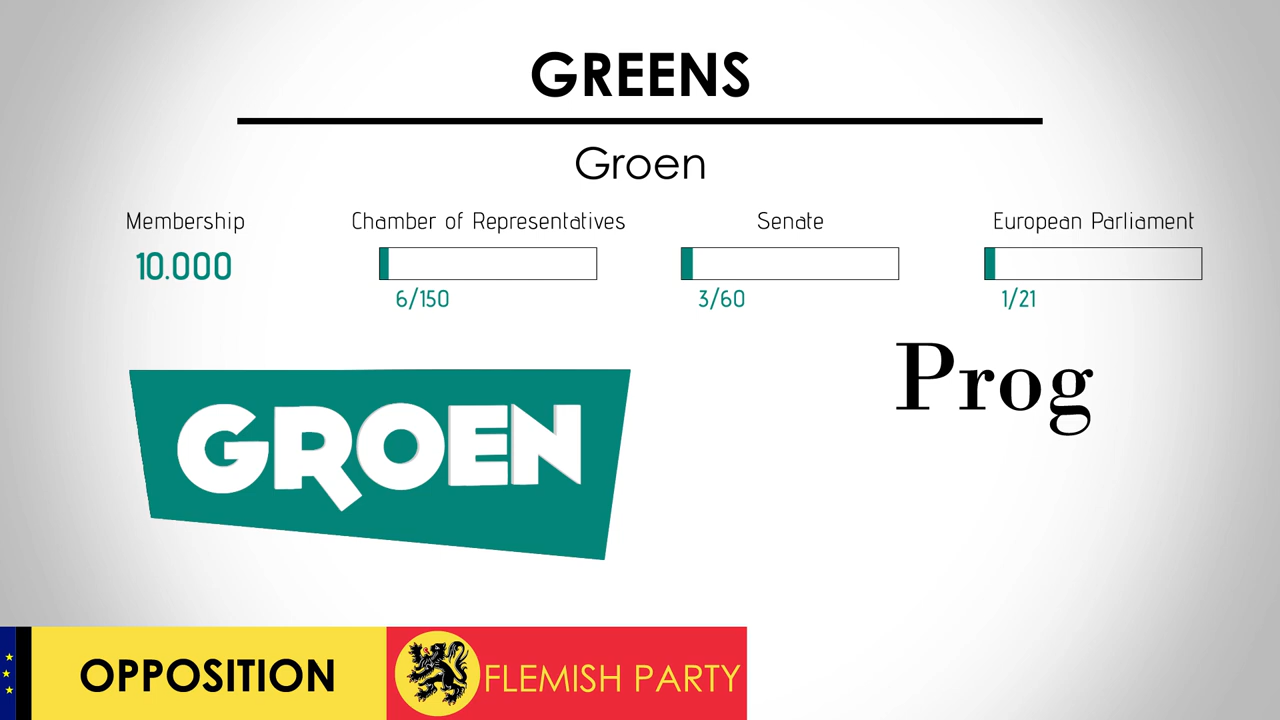 GREENS
Groen
Membership
10.000
Chamber of Representatives
6/150
Senate
3/60
European Parliament
1/21
Prog
GROEN
OPPOSITION
FLEMISH PARTY